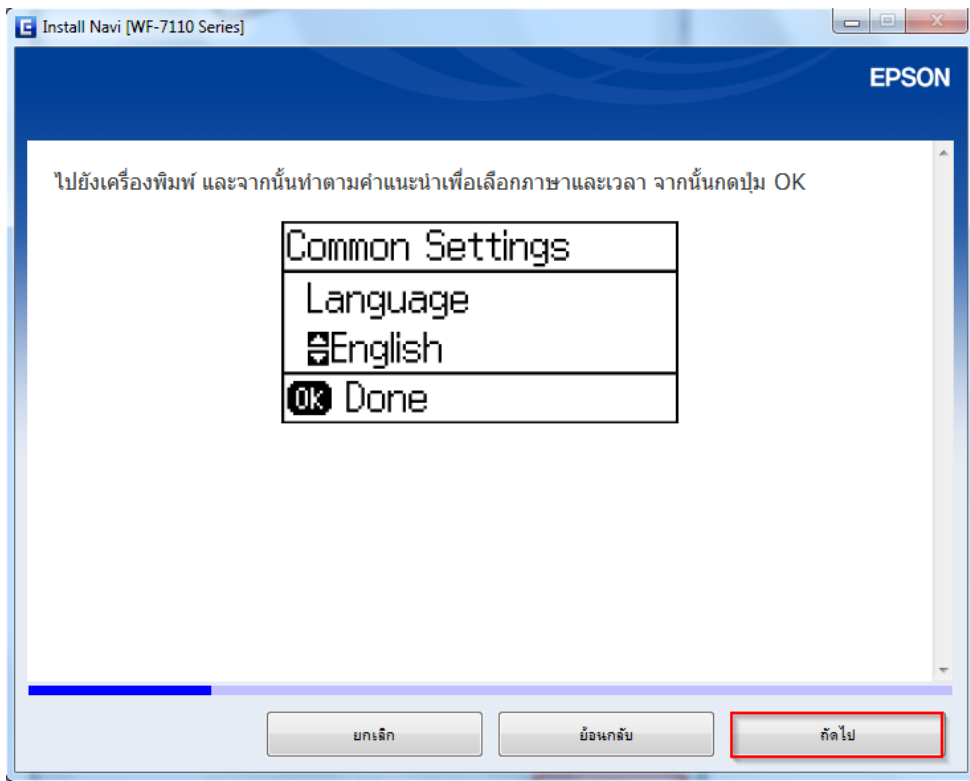 Install Navi [WF-7110 Series]
EPSON
ไปยังเครื่องพิมพ์ และจากนั้นทำตามคำแนะนำเพื่อเลือกภาษาและเวลา จากนั้นกดปุ่ม OK
Common Settings
Language
English
OK Done
ยกเลิก ย้อนกลับ ถัดไป